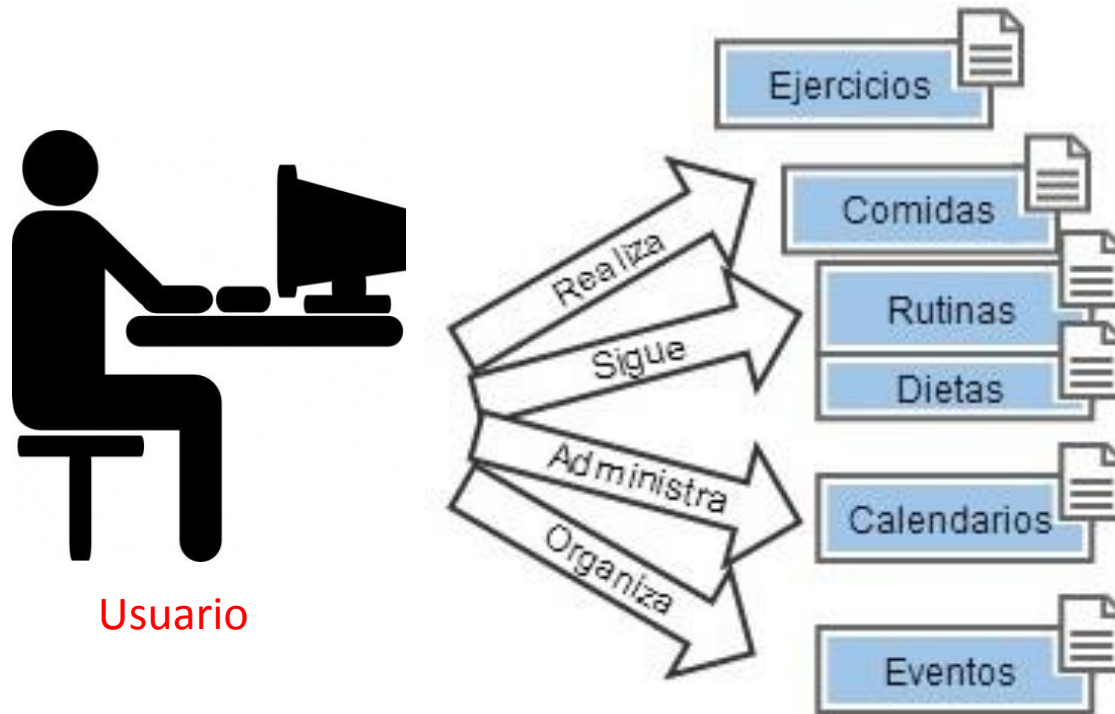 Ejercicios
Comidas
Realiza
Rutinas
Sigue
Dietas
Administra
Calendarios
Organiza
Usuario
Eventos